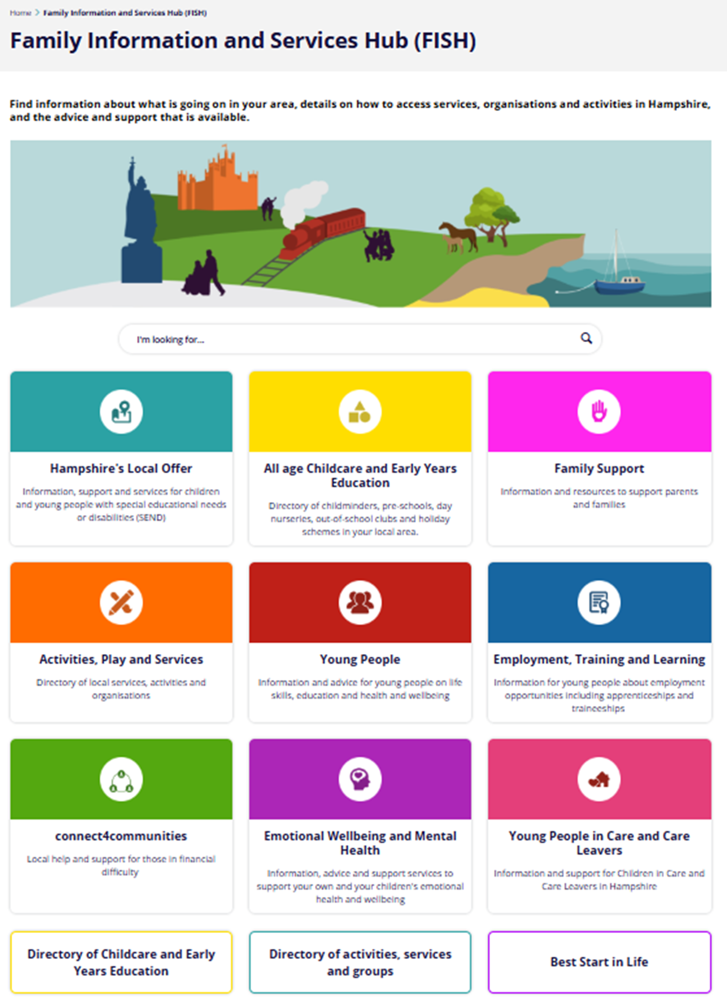 Home > Family Information and Services Hub (FISH)
Family Information and Services Hub (FISH)
Find information about what is going on in your area, details on how to access services, organisations and activities in Hampshire,
and the advice and support that is available.
I'm looking for...
Hampshire's Local Offer
Information, support and services for children
and young people with special educational needs
or disabilities (SEND)
All age Childcare and Early Years
Education
Directory of childminders, pre-schools, day
nurseries, out-of-school clubs and holiday
schemes in your local area.
Family Support
Information and resources to support parents
and families
Activities, Play and Services
Directory of local services, activities and
organisations
Young People
Information and advice for young people on life
skills, education and health and wellbeing
Employment, Training and Learning
Information for young people about employment
opportunities including apprenticeships and
traineeships
connect4communities
Local help and support for those in financial
difficulty
Emotional Wellbeing and Mental
Health
Information, advice and support services to
support your own and your children's emotional
health and wellbeing
Young People in Care and Care
Leavers
Information and support for Children in Care and
Care Leavers in Hampshire
Directory of Childcare and Early
Years Education
Directory of activities, services
and groups
Best Start in Life